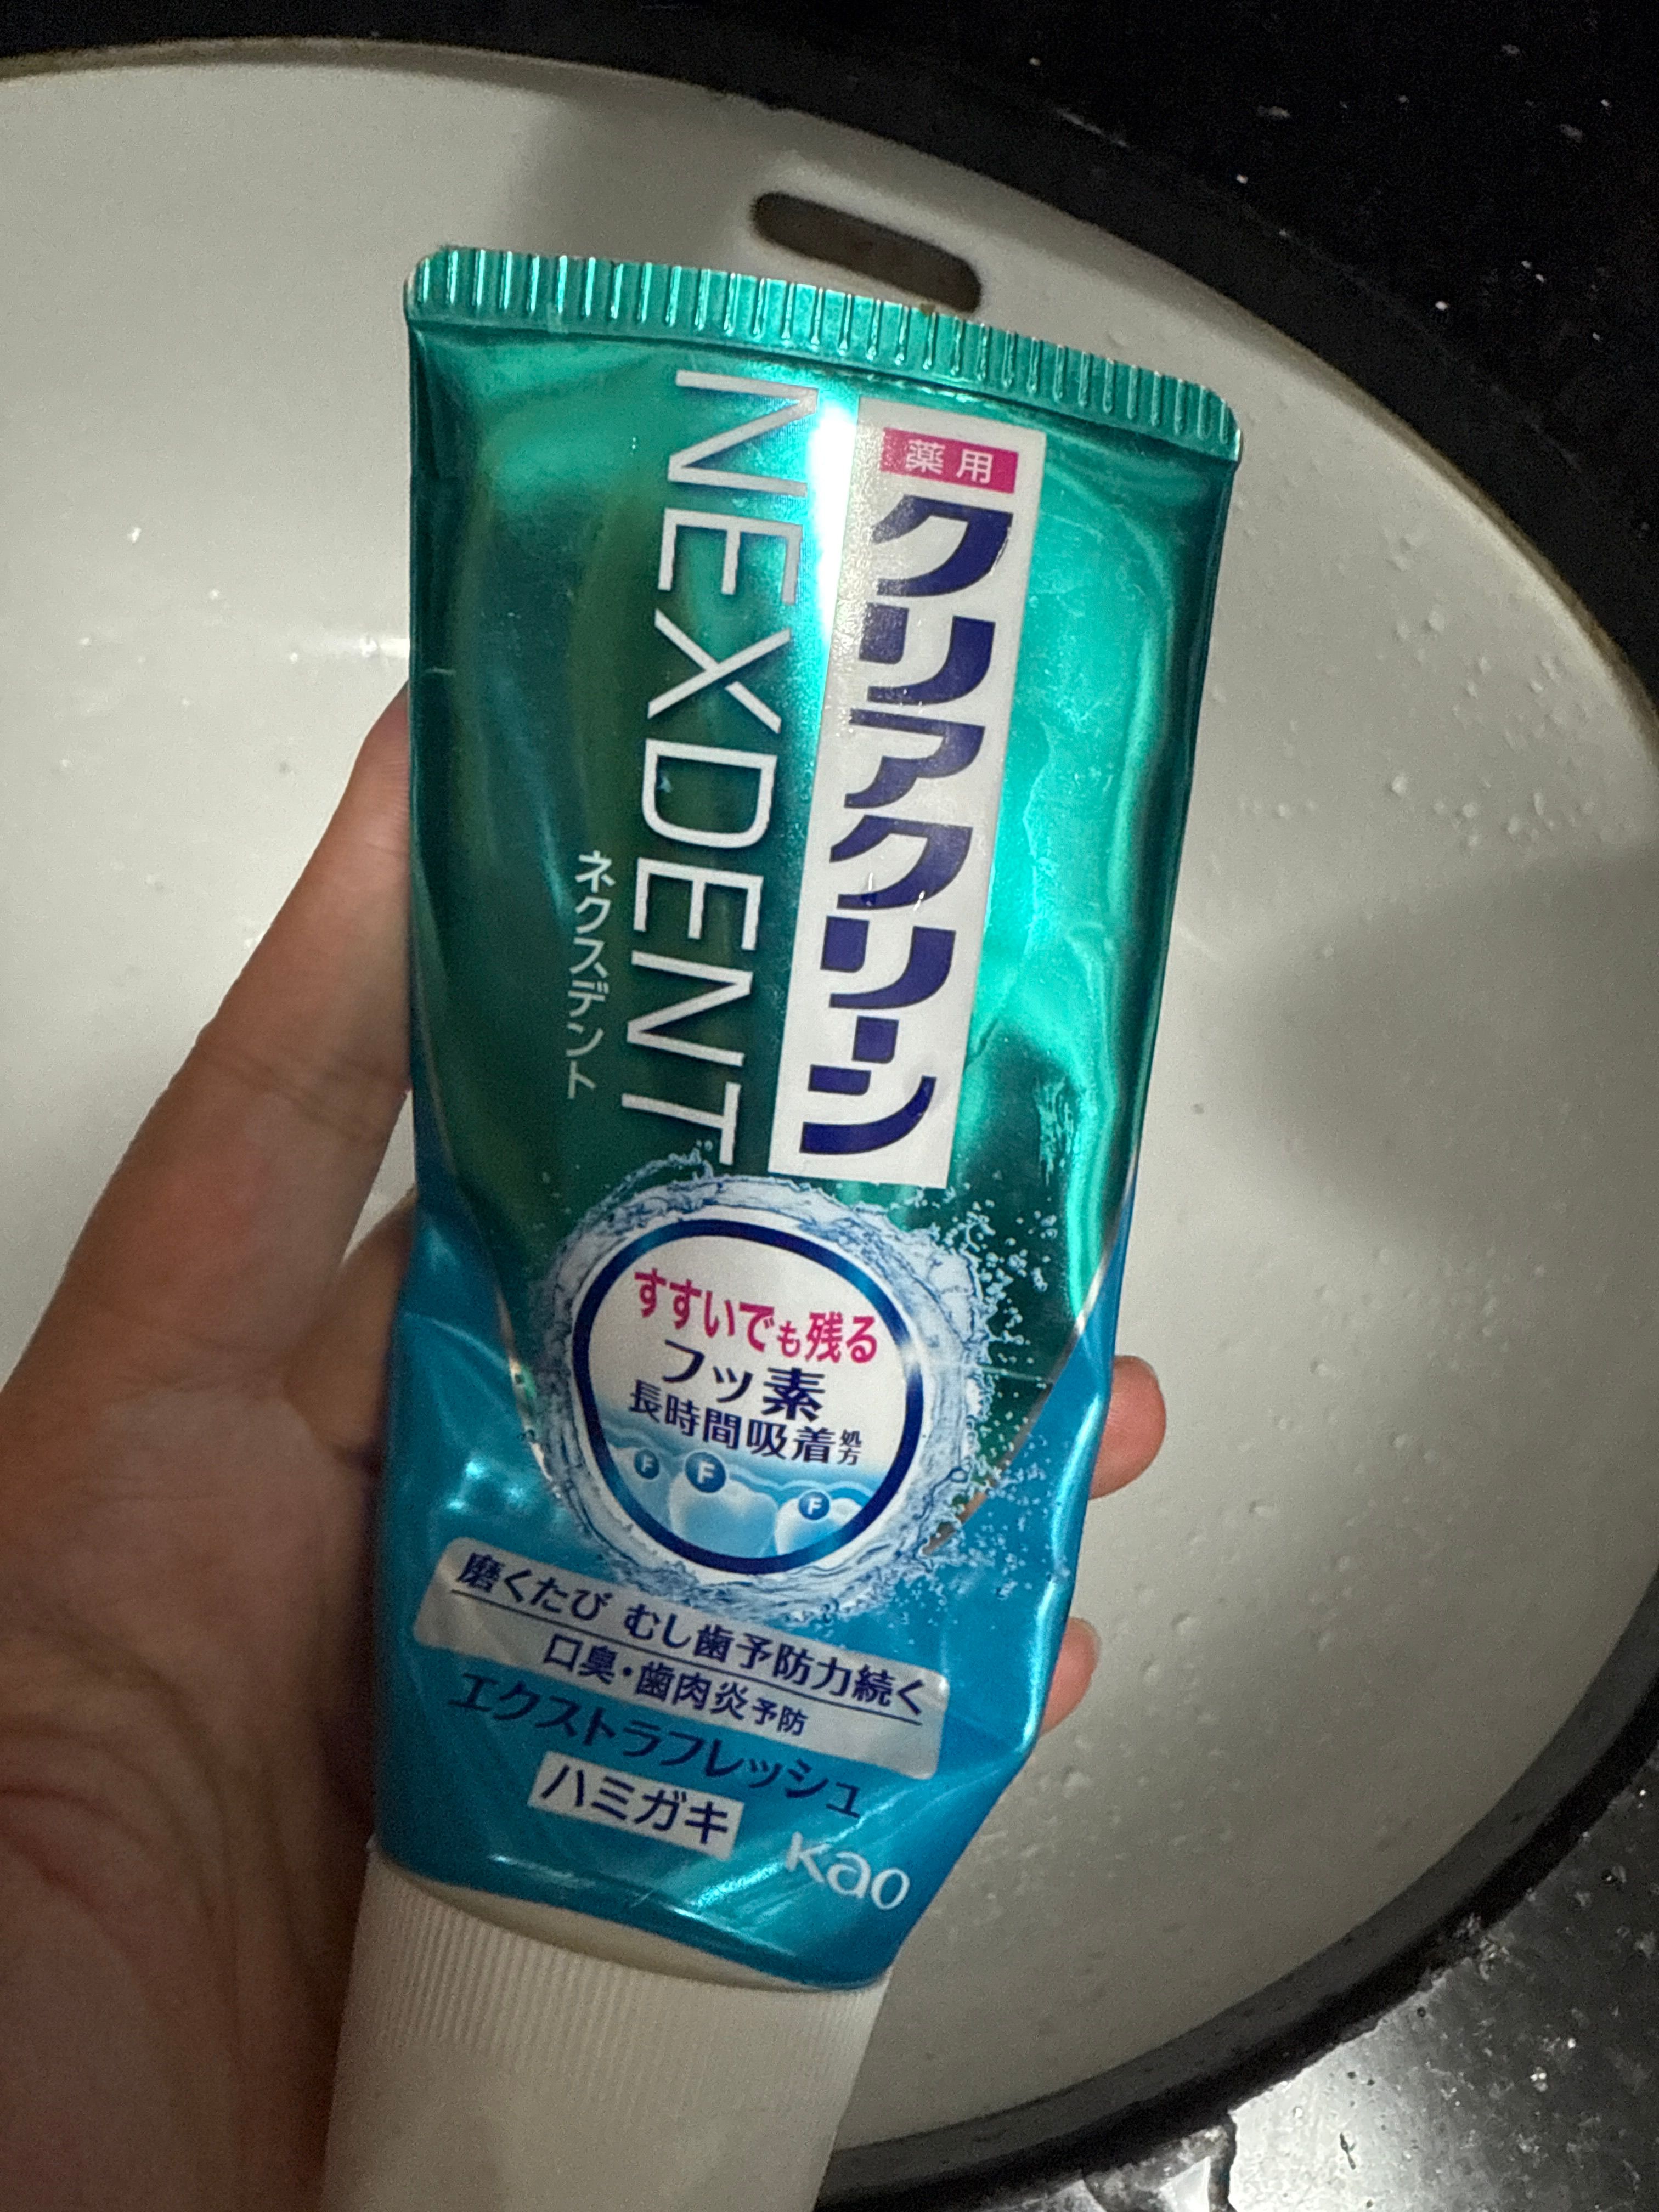 薬用
クリアクリーン
NEXDENT
ネクスデント
すすいでも残る
フッ素
長時間吸着処方
F F F
磨くたび むし歯予防力続く
口臭・歯肉炎予防
エクストラフレッシュ
ハミガキ
Kao